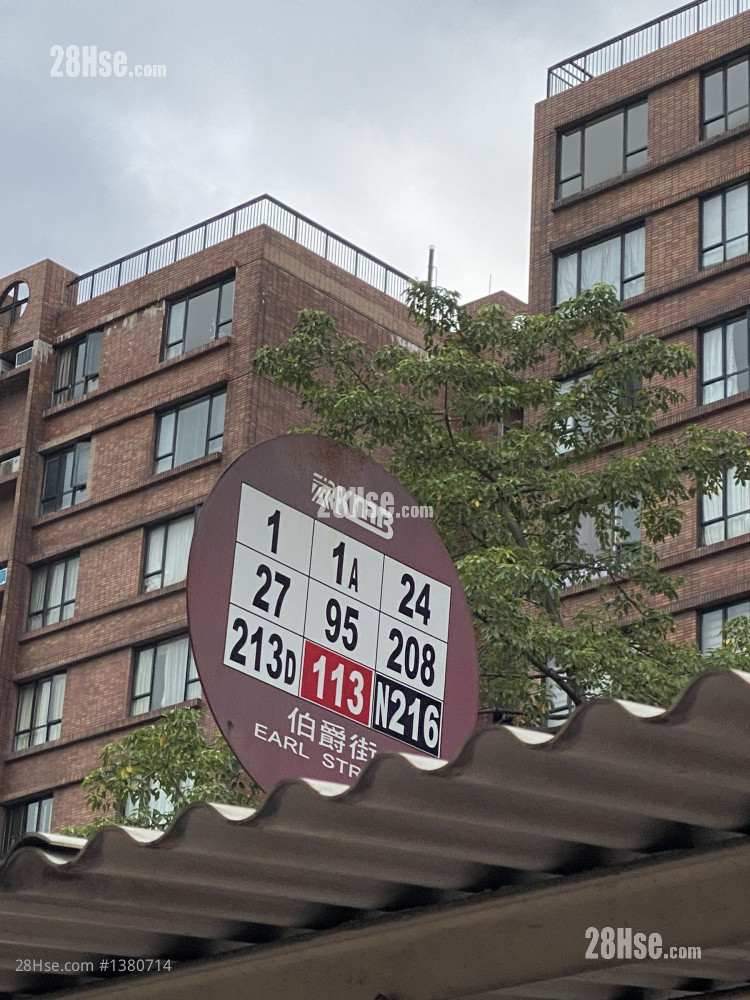 28Hse.com
KMB
28Hse.com
1 1A 24
27 95 208
213D 113 N216
伯爵街
EARL STR
28Hse.com
28Hse.com #1380714